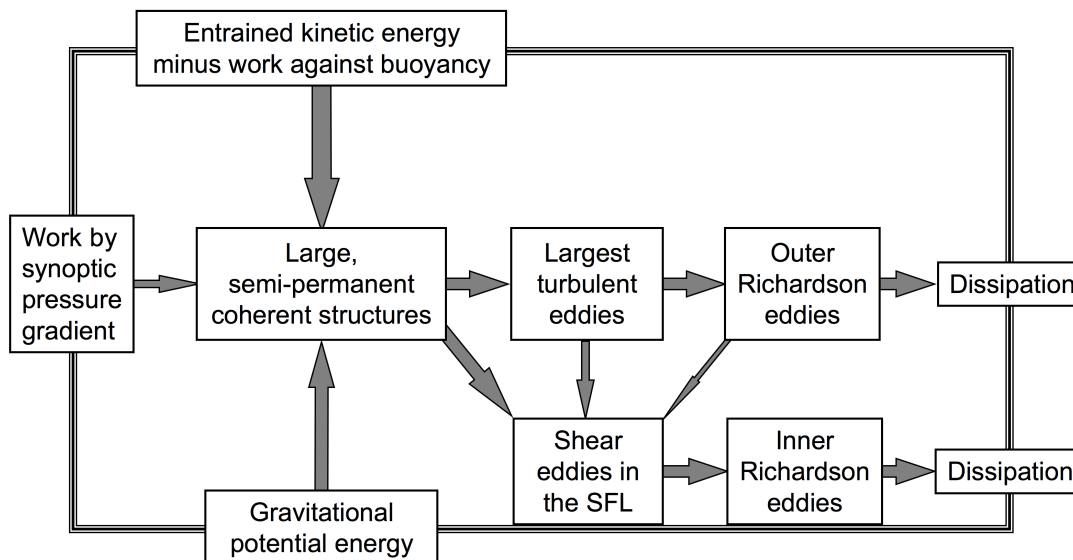 Entrained kinetic energy
minus work against buoyancy
Work by
synoptic
pressure
gradient
Large,
semi-permanent
coherent structures
Largest
turbulent
eddies
Outer
Richardson
eddies
Dissipation
Shear
eddies in
the SFL
Inner
Richardson
eddies
Dissipation
Gravitational
potential energy